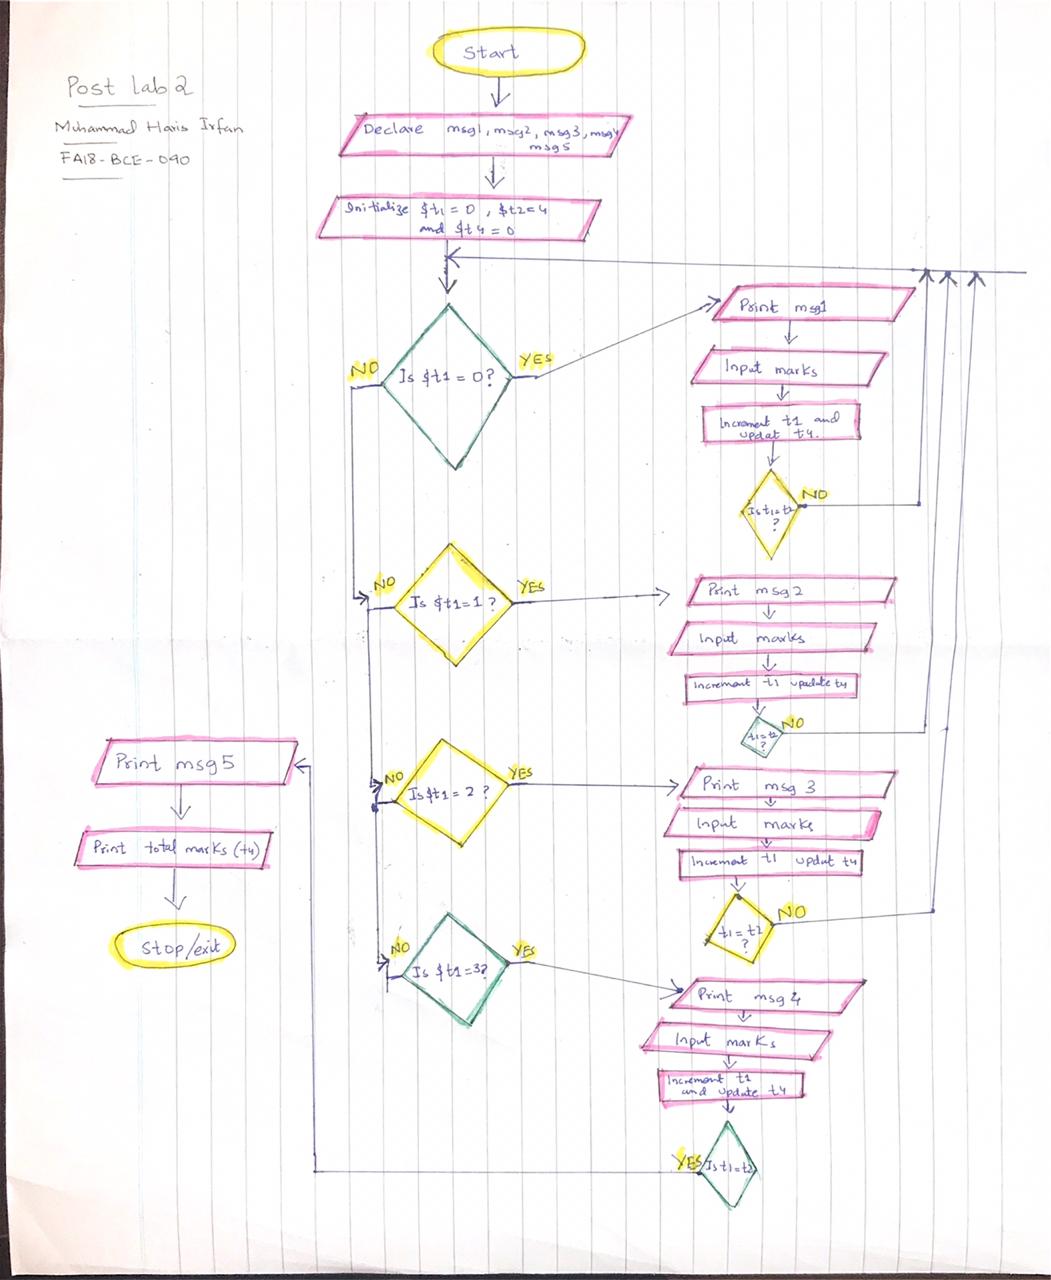 Start
Post lab 2
Muhammad Haris Irfan
FA18-BCE-090
Declare msg1, msg2, msg3, msg4
msg5
Initialize $t1 = 0 , $t2=4
and $t4 = 0
Is $t1 = 0?
NO
YES
Print msg1
Input marks
Increment t1 and
updat t4.
Is t1=t2
?
NO
Is $t1=1 ?
NO
YES
Print msg2
Input marks
Increment t1 update t4
t1=t2
?
NO
Is $t1 = 2 ?
NO
YES
Print msg 3
Input marks
Increment t1 updat t4
t1=t2
?
NO
Is $t1=3?
NO
YES
Print msg 4
Input marks
Increment t1
and update t4
Is t1=t2
YES
Print msg5
Print total marks (t4)
Stop/exit